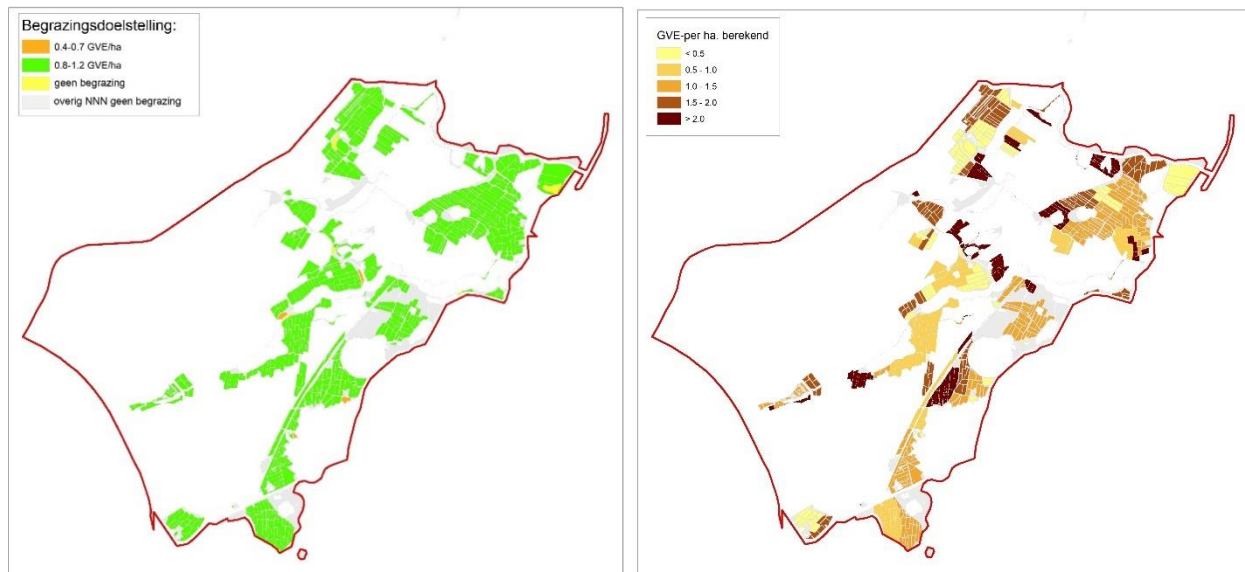 Begrazingsdoelstelling:
0.4-0.7 GVE/ha
0.8-1.2 GVE/ha
geen begrazing
overig NNN geen begrazing
GVE-per ha. berekend
< 0.5
0.5 - 1.0
1.0 - 1.5
1.5 - 2.0
> 2.0